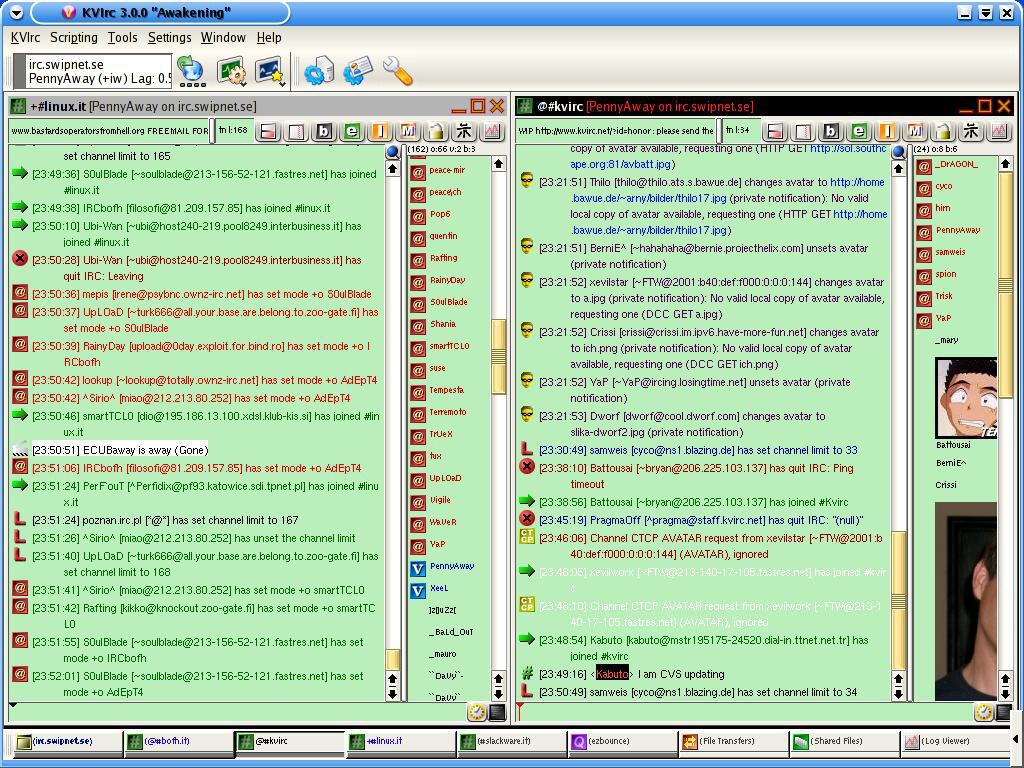 KVIrc 3.0.0 "Awakening"
KVIrc Scripting Tools Settings Window Help
irc.swipnet.se
PennyAway (+iw) Lag: 0.5
+#linux.it [PennyAway on irc.swipnet.se]
www.bastardsoperatorsfromhell.org FREEMAIL FOR
tn l:168
(162) o:66 v:2 b:3
set channel limit to 165
[23:49:36] S0ulBlade [~soulblade@213-156-52-121.fastres.net] has joined
#linux.it
[23:49:38] IRCbofh [filosofi@81.209.157.85] has joined #linux.it
[23:50:10] Ubi-Wan [~ubi@host240-219.pool8249.interbusiness.it] has
joined #linux.it
[23:50:28] Ubi-Wan [~ubi@host240-219.pool8249.interbusiness.it] has
quit IRC: Leaving
[23:50:36] mepis [irene@psybnc.ownz-irc.net] has set mode +o S0ulBlade
[23:50:37] UpLOaD [~turk666@all.your.base.are.belong.to.zoo-gate.fi] has
set mode +o S0ulBlade
[23:50:39] RainyDay [upload@0day.exploit.for.bind.ro] has set mode +o I
RCbofh
[23:50:42] lookup [~lookup@totally.ownz-irc.net] has set mode +o AdEpT4
[23:50:42] ^Sirio^ [miao@212.213.80.252] has set mode +o AdEpT4
[23:50:46] smartTCL0 [dio@195.186.13.100.xdsl.klub-kis.si] has joined #lin
ux.it
[23:50:51] ECUBaway is away (Gone)
[23:51:06] IRCbofh [filosofi@81.209.157.85] has set mode +o AdEpT4
[23:51:24] PerF'ouT [^Perfidix@pf93.katowice.sdi.tpnet.pl] has joined #linu
x.it
[23:51:24] poznan.irc.pl [*@*] has set channel limit to 167
[23:51:26] ^Sirio^ [miao@212.213.80.252] has unset the channel limit
[23:51:40] UpLOaD [~turk666@all.your.base.are.belong.to.zoo-gate.fi] has
set channel limit to 168
[23:51:41] ^Sirio^ [miao@212.213.80.252] has set mode +o smartTCL0
[23:51:42] Rafting [kikko@knockout.zoo-gate.fi] has set mode +o smartTC
L0
[23:51:55] S0ulBlade [~soulblade@213-156-52-121.fastres.net] has set
mode +o IRCbofh
[23:52:01] S0ulBlade [~soulblade@213-156-52-121.fastres.net] has set
mode +o AdEpT4
peace-mir
peace\ch
Pop6
quentin
Rafting
RainyDay
S0ulBlade
Shania
smartTCL0
suse
Tempesta
Terremoto
TrUeX
tux
UpLOaD
Vigile
WaVeR
YaP
PennyAway
XeeL
]z[uZz[
_BaLd_OuT
_mauro
``DaVy``-
``DaVy``
@#kvirc [PennyAway on irc.swipnet.se]
WIP http://www.kvirc.net/?id=honor : please send the
tn l:34
(24) o:8 b:6
copy of avatar available, requesting one (HTTP GET http://sol.southc
ape.org:81/avbatt.jpg)
[23:21:51] Thilo [thilo@thilo.ats.s.bawue.de] changes avatar to http://home
.bawue.de/~arny/bilder/thilo17.jpg (private notification): No valid
local copy of avatar available, requesting one (HTTP GET http://home
.bawue.de/~arny/bilder/thilo17.jpg)
[23:21:51] BerniE^ [~hahahaha@bernie.projecthelix.com] unsets avatar
(private notification)
[23:21:52] xevilstar [~FTW@2001:b40:def:f000:0:0:0:144] changes avatar
to a.jpg (private notification): No valid local copy of avatar available,
requesting one (DCC GET a.jpg)
[23:21:52] Crissi [crissi@crissi.im.ipv6.have-more-fun.net] changes avatar
to ich.png (private notification): No valid local copy of avatar
available, requesting one (DCC GET ich.png)
[23:21:52] YaP [~YaP@ircing.losingtime.net] unsets avatar (private
notification)
[23:21:53] Dworf [dworf@cool.dworf.com] changes avatar to
slika-dworf2.jpg (private notification)
[23:30:49] samweis [cyco@ns1.blazing.de] has set channel limit to 33
[23:38:10] Battousai [~bryan@206.225.103.137] has quit IRC: Ping
timeout
[23:38:56] Battousai [~bryan@206.225.103.137] has joined #Kvirc
[23:45:19] PragmaOff [^pragma@staff.kvirc.net] has quit IRC: "(null)"
[23:46:06] Channel CTCP AVATAR request from xevilstar [~FTW@2001:b
40:def:f000:0:0:0:144] (AVATAR), ignored
[23:48:05] xevilwork [~FTW@213-140-17-105.fastres.net] has joined #kvir
c
[23:48:10] Channel CTCP AVATAR request from xevilwork [~FTW@213-1
40-17-105.fastres.net] (AVATAR), ignored
[23:48:54] Kabuto [kabuto@mstr195175-24520.dial-in.ttnet.net.tr] has
joined #kvirc
[23:49:16] <Kabuto> I am CVS updating
[23:50:49] samweis [cyco@ns1.blazing.de] has set channel limit to 34
_DrAGON_
cyco
him
PennyAway
samweis
spion
Trisk
YaP
_mary
Battousai
BerniE^
Crissi
(irc.swipnet.se)
(@#bofh.it)
@#kvirc
+#linux.it
(#slackware.it)
(ezbounce)
(File Transfers)
(Shared Files)
(Log Viewer)